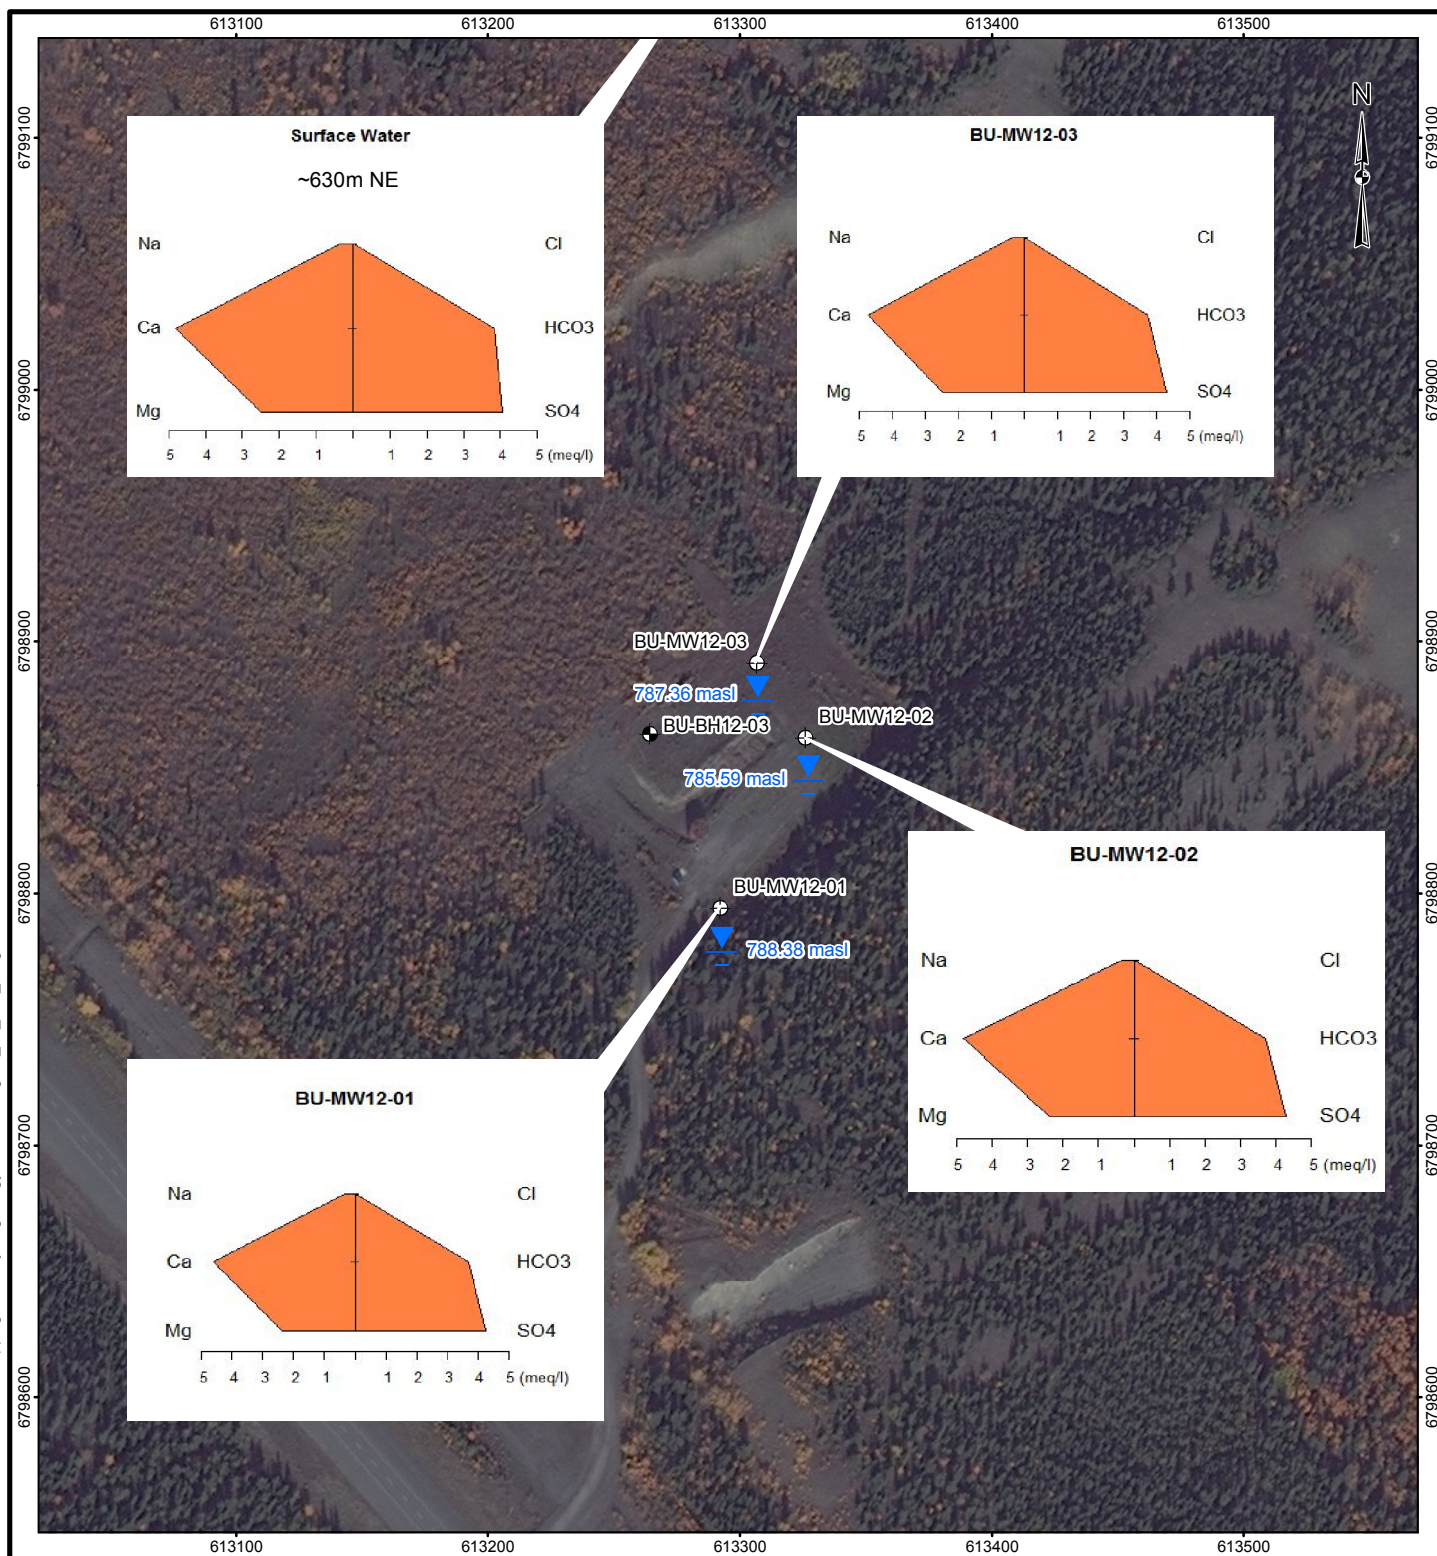 613100 613200 613300 613400 613500
6799100
6799000
6798900
6798800
6798700
6798600
N
Surface Water
~630m NE
Na Cl
Ca HCO3
Mg SO4
5 4 3 2 1 1 2 3 4 5 (meq/l)
BU-MW12-03
Na Cl
Ca HCO3
Mg SO4
5 4 3 2 1 1 2 3 4 5 (meq/l)
BU-MW12-03
787.36 masl
BU-BH12-03
BU-MW12-02
785.59 masl
BU-MW12-01
788.38 masl
BU-MW12-02
Na Cl
Ca HCO3
Mg SO4
5 4 3 2 1 1 2 3 4 5 (meq/l)
BU-MW12-01
Na Cl
Ca HCO3
Mg SO4
5 4 3 2 1 1 2 3 4 5 (meq/l)
6799100
6799000
6798900
6798800
6798700
6798600
613100 613200 613300 613400 613500